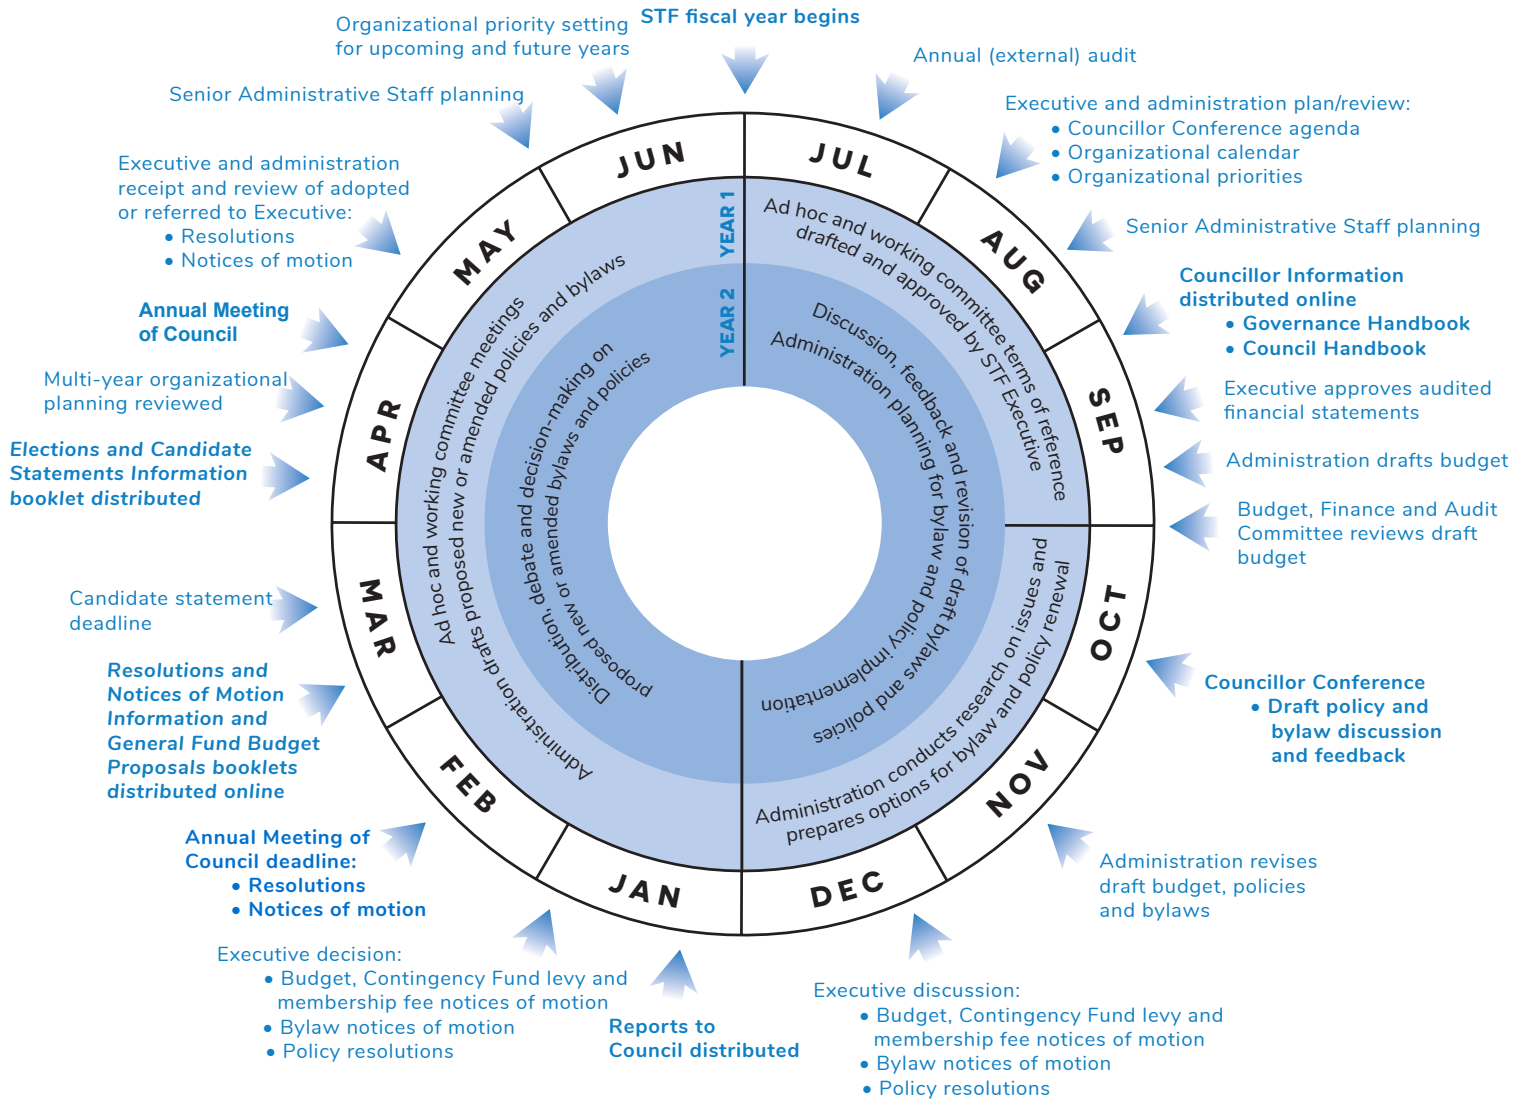 STF fiscal year begins
Annual (external) audit
Executive and administration plan/review:
• Councillor Conference agenda
• Organizational calendar
• Organizational priorities
Senior Administrative Staff planning
Councillor Information
distributed online
• Governance Handbook
• Council Handbook
Executive approves audited
financial statements
Administration drafts budget
Budget, Finance and Audit
Committee reviews draft
budget
Councillor Conference
• Draft policy and
bylaw discussion
and feedback
Administration revises
draft budget, policies
and bylaws
Executive discussion:
• Budget, Contingency Fund levy and
membership fee notices of motion
• Bylaw notices of motion
• Policy resolutions
Reports to
Council distributed
Executive decision:
• Budget, Contingency Fund levy and
membership fee notices of motion
• Bylaw notices of motion
• Policy resolutions
Annual Meeting of
Council deadline:
• Resolutions
• Notices of motion
Resolutions and
Notices of Motion
Information and
General Fund Budget
Proposals booklets
distributed online
Candidate statement
deadline
Elections and Candidate
Statements Information
booklet distributed
Multi-year organizational
planning reviewed
Annual Meeting
of Council
Executive and administration
receipt and review of adopted
or referred to Executive:
• Resolutions
• Notices of motion
Senior Administrative Staff planning
Organizational priority setting
for upcoming and future years
JUL
AUG
SEP
OCT
NOV
DEC
JAN
FEB
MAR
APR
MAY
JUN
YEAR 1
Ad hoc and working committee terms of reference
drafted and approved by STF Executive
Administration conducts research on issues and
prepares options for bylaw and policy renewal
Ad hoc and working committee meetings
Administration drafts proposed new or amended policies and bylaws
YEAR 2
Discussion, feedback and revision of draft bylaws and policies
Administration planning for bylaw and policy implementation
Distribution, debate and decision-making on
proposed new or amended bylaws and policies